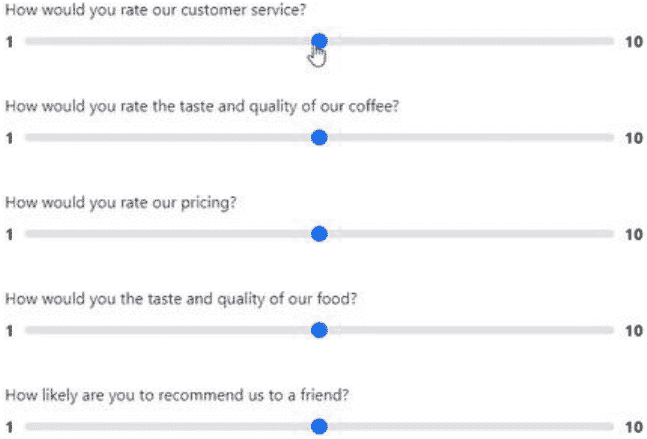 How would you rate our customer service?
1 10
How would you rate the taste and quality of our coffee?
1 10
How would you rate our pricing?
1 10
How would you the taste and quality of our food?
1 10
How likely are you to recommend us to a friend?
1 10